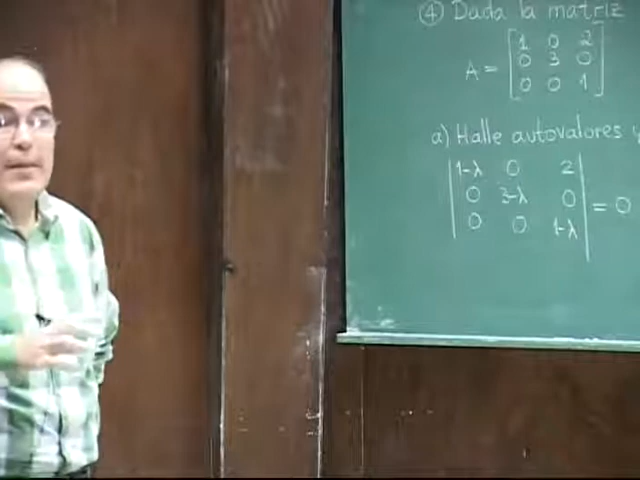 ④ Dada la matriz
1 0 2
A = 0 3 0
0 0 1
a) Halle autovalores y
1-λ 0 2
0 3-λ 0 = 0
0 0 1-λ